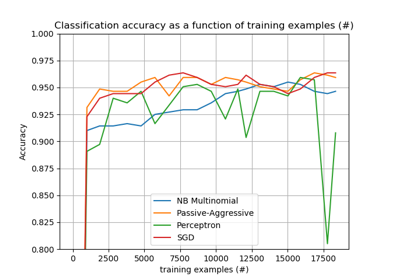 Classification accuracy as a function of training examples (#)
1.000
0.975
0.950
0.925
0.900
0.875
0.850
0.825
0.800
Accuracy
NB Multinomial
Passive-Aggressive
Perceptron
SGD
0 2500 5000 7500 10000 12500 15000 17500
training examples (#)